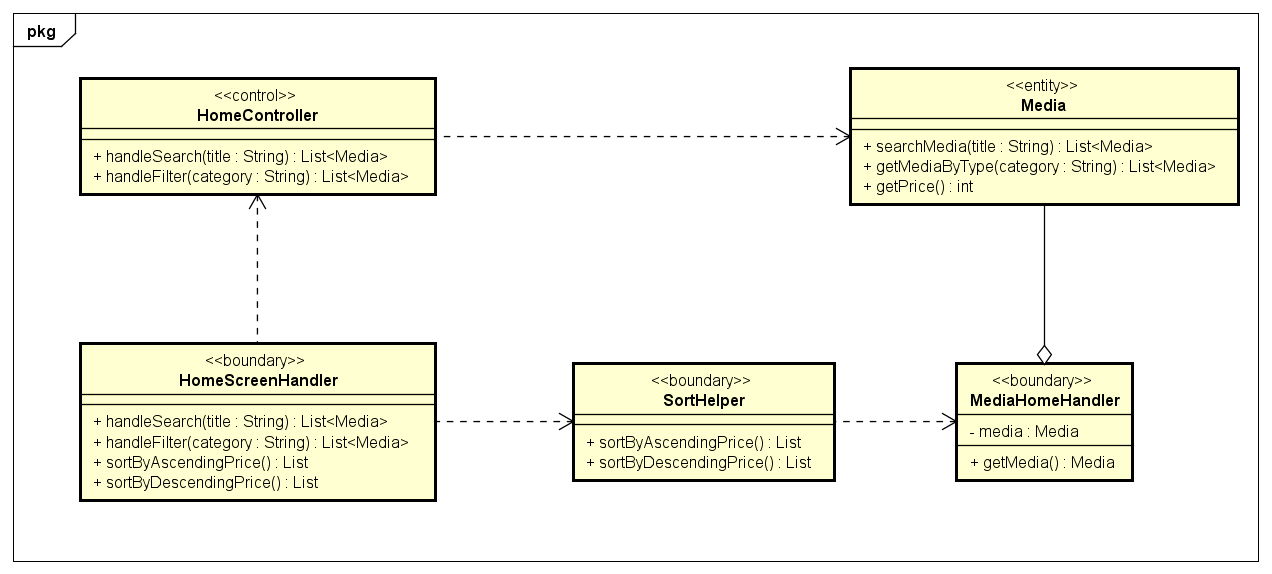 pkg
<<control>>
HomeController
+ handleSearch(title : String) : List<Media>
+ handleFilter(category : String) : List<Media>
<<entity>>
Media
+ searchMedia(title : String) : List<Media>
+ getMediaByType(category : String) : List<Media>
+ getPrice() : int
<<boundary>>
HomeScreenHandler
+ handleSearch(title : String) : List<Media>
+ handleFilter(category : String) : List<Media>
+ sortByAscendingPrice() : List
+ sortByDescendingPrice() : List
<<boundary>>
SortHelper
+ sortByAscendingPrice() : List
+ sortByDescendingPrice() : List
<<boundary>>
MediaHomeHandler
- media : Media
+ getMedia() : Media